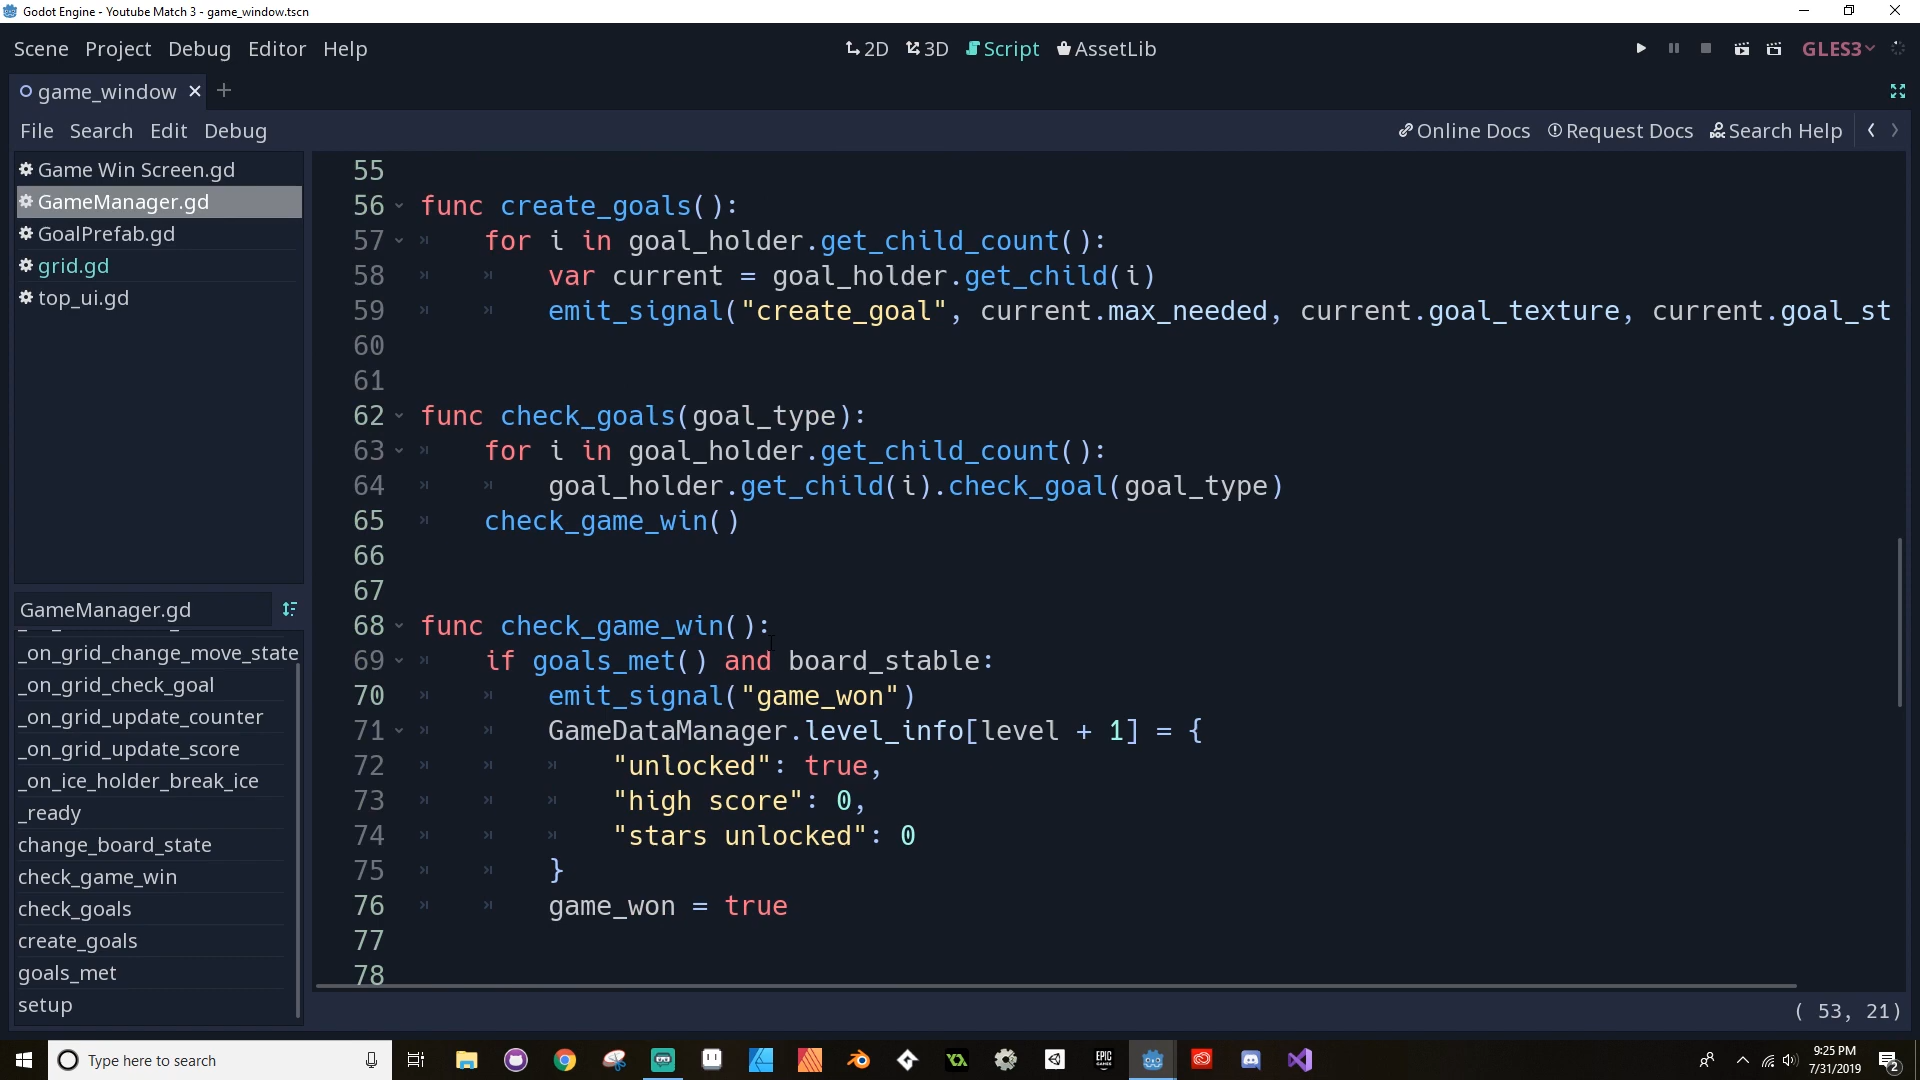 Godot Engine - Youtube Match 3 - game_window.tscn
Scene Project Debug Editor Help
2D 3D Script AssetLib
GLES3
game_window
File Search Edit Debug
Online Docs Request Docs Search Help
Game Win Screen.gd
GameManager.gd
GoalPrefab.gd
grid.gd
top_ui.gd
GameManager.gd
_on_grid_change_move_state
_on_grid_check_goal
_on_grid_update_counter
_on_grid_update_score
_on_ice_holder_break_ice
_ready
change_board_state
check_game_win
check_goals
create_goals
goals_met
setup
55
56 func create_goals():
57 for i in goal_holder.get_child_count():
58 var current = goal_holder.get_child(i)
59 emit_signal("create_goal", current.max_needed, current.goal_texture, current.goal_st
60
61
62 func check_goals(goal_type):
63 for i in goal_holder.get_child_count():
64 goal_holder.get_child(i).check_goal(goal_type)
65 check_game_win()
66
67
68 func check_game_win():
69 if goals_met() and board_stable:
70 emit_signal("game_won")
71 GameDataManager.level_info[level + 1] = {
72 "unlocked": true,
73 "high score": 0,
74 "stars unlocked": 0
75 }
76 game_won = true
77
78
( 53, 21)
Type here to search
EPIC GAMES
9:25 PM
7/31/2019
2